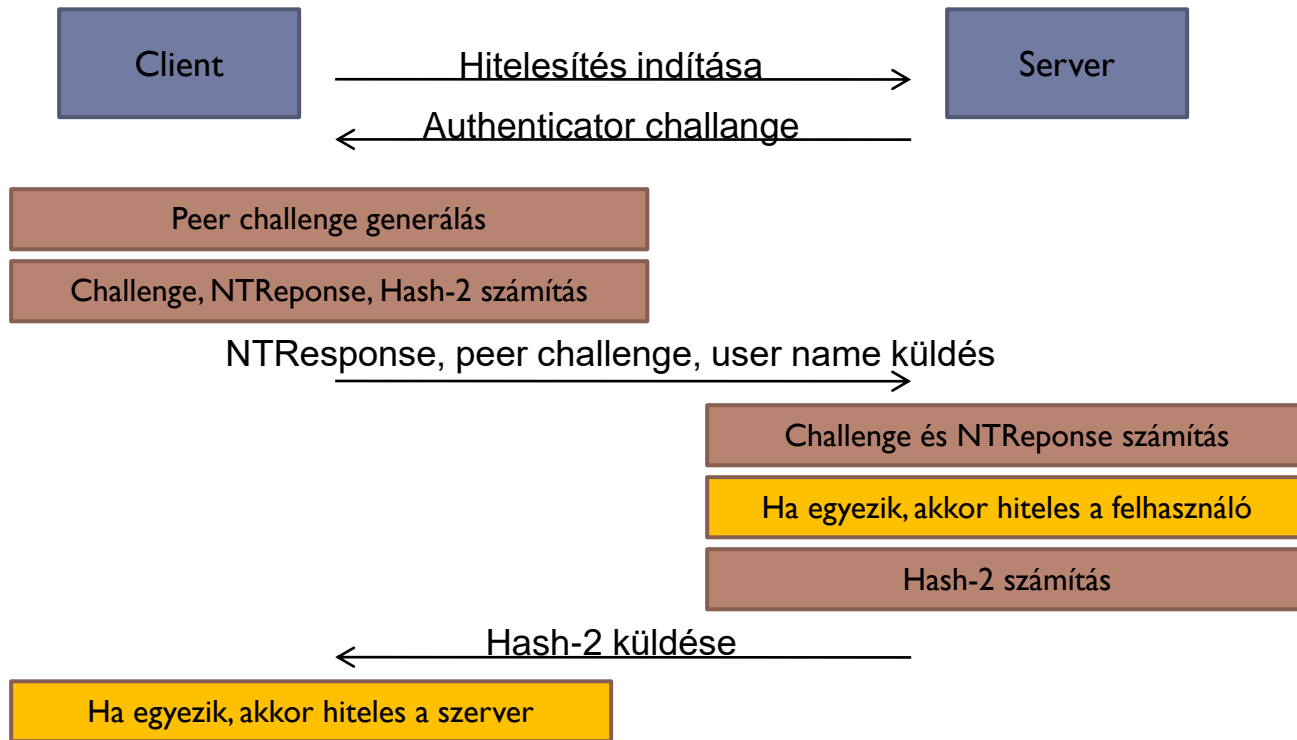 Client
Hitelesítés indítása
Server
Authenticator challange
Peer challenge generálás
Challenge, NTReponse, Hash-2 számítás
NTResponse, peer challenge, user name küldés
Challenge és NTReponse számítás
Ha egyezik, akkor hiteles a felhasználó
Hash-2 számítás
Hash-2 küldése
Ha egyezik, akkor hiteles a szerver